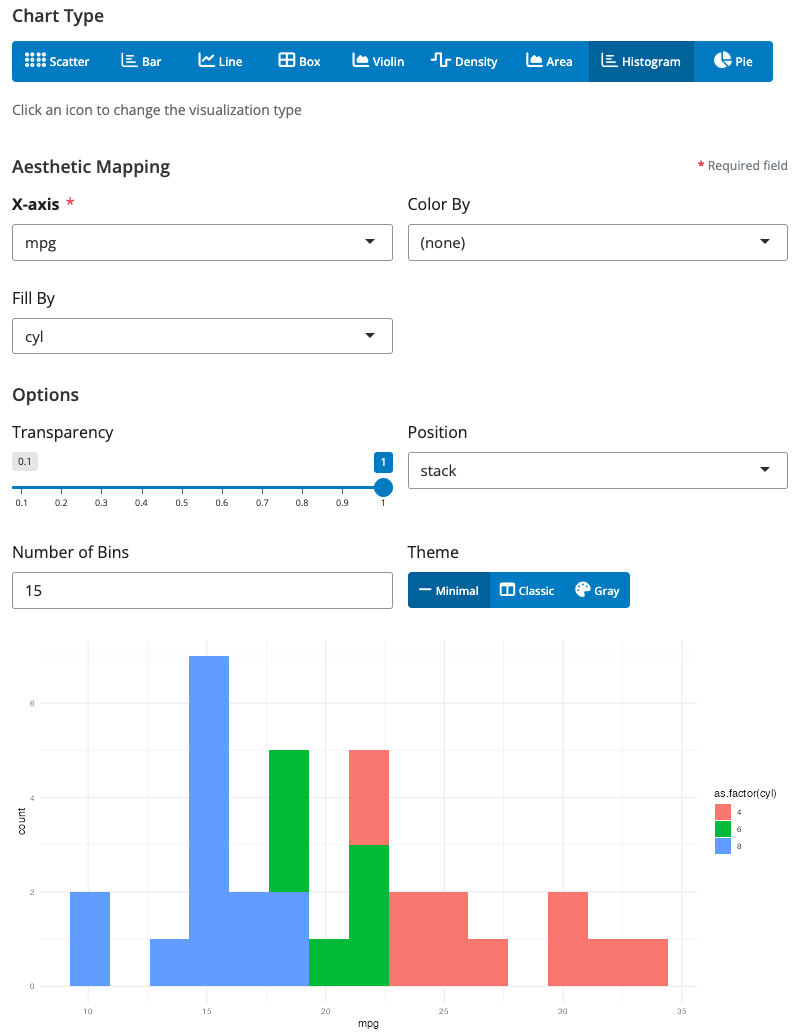 Chart Type
Scatter Bar Line Box Violin Density Area Histogram Pie
Click an icon to change the visualization type
Aesthetic Mapping * Required field
X-axis * Color By
mpg (none)
Fill By
cyl
Options
Transparency Position
0.1 1
stack
0.1 0.2 0.3 0.4 0.5 0.6 0.7 0.8 0.9 1
Number of Bins Theme
15 Minimal Classic Gray
6
4
2
0
count
10 15 20 25 30 35
mpg
as.factor(cyl)
4
6
8